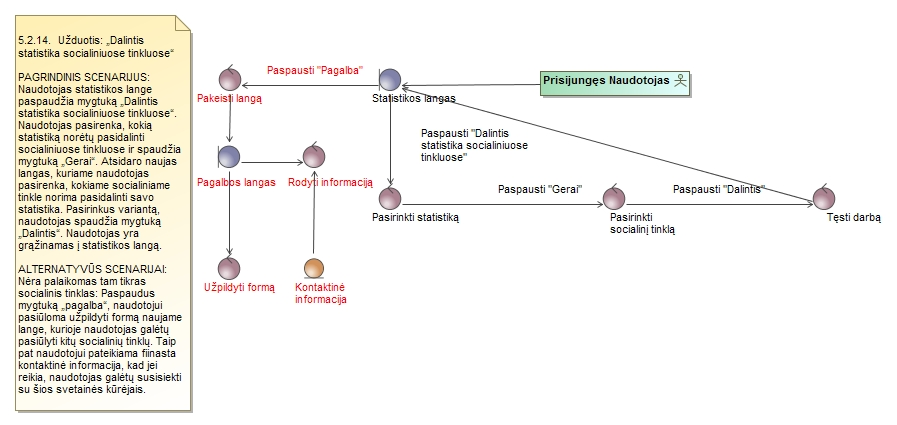 5.2.14. Užduotis: „Dalintis
statistika socialiniuose tinkluose“
PAGRINDINIS SCENARIJUS:
Naudotojas statistikos lange
paspaudžia mygtuką „Dalintis
statistika socialiniuose tinkluose“.
Naudotojas pasirenka, kokią
statistiką norėtų pasidalinti
socialiniuose tinkluose ir spaudžia
mygtuką „Gerai“. Atsidaro naujas
langas, kuriame naudotojas
pasirenka, kokiame socialiniame
tinkle norima pasidalinti savo
statistika. Pasirinkus variantą,
naudotojas spaudžia mygtuką
„Dalintis“. Naudotojas yra
grąžinamas į statistikos langą.
ALTERNATYVŪS SCENARIJAI:
Nėra palaikomas tam tikras
socialinis tinklas: Paspaudus
mygtuką „pagalba“, naudotojui
pasiūloma užpildyti formą naujame
lange, kurioje naudotojas galėtų
pasiūlyti kitų socialinių tinklų. Taip
pat naudotojui pateikiama fiinasta
kontaktinė informacija, kad jei
reikia, naudotojas galėtų susisiekti
su šios svetainės kūrėjais.
Paspausti "Pagalba"
Prisijungęs Naudotojas
Pakeisti langą
Statistikos langas
Paspausti "Dalintis
statistika socialiniuose
tinkluose"
Pagalbos langas
Rodyti informaciją
Paspausti "Gerai"
Paspausti "Dalintis"
Pasirinkti statistiką
Pasirinkti
socialinį tinklą
Tęsti darbą
Užpildyti formą
Kontaktinė
informacija